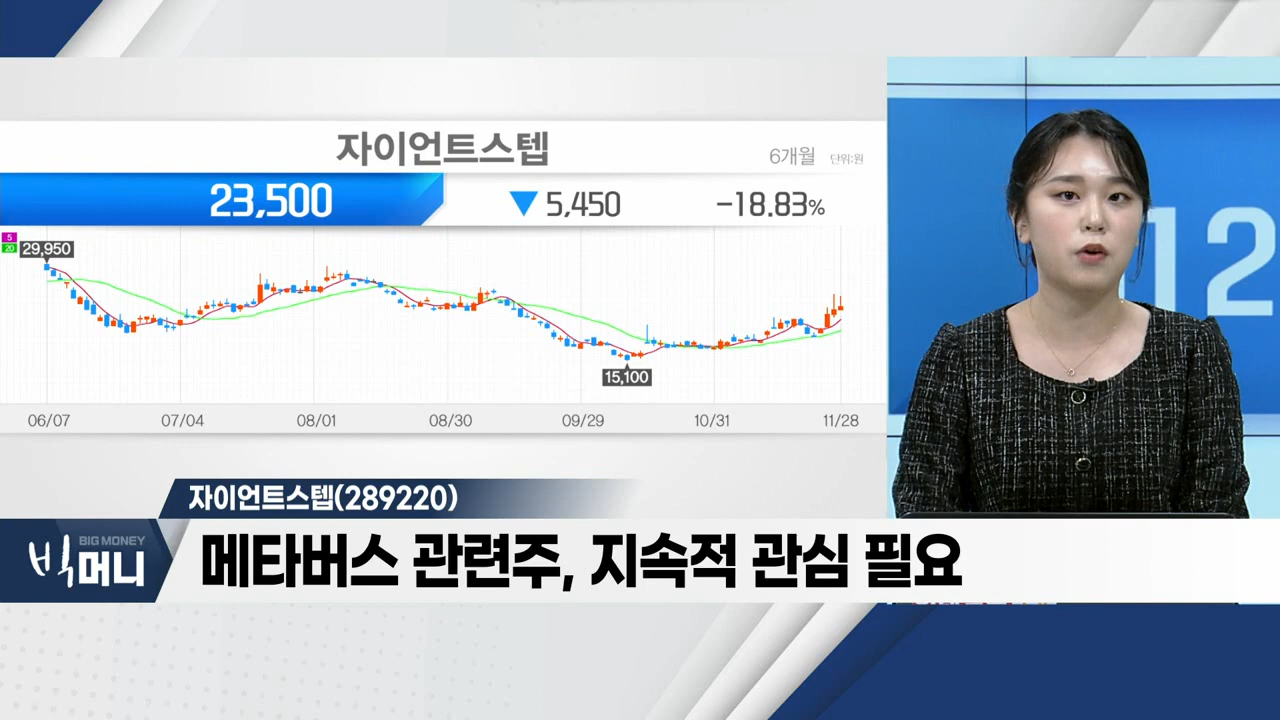 자이언트스텝
6개월 단위:원
23,500 ▼ 5,450 -18.83%
5
20
29,950
15,100
06/07 07/04 08/01 08/30 09/29 10/31 11/28
12
자이언트스텝(289220)
BIG MONEY
빅머니
메타버스 관련주, 지속적 관심 필요